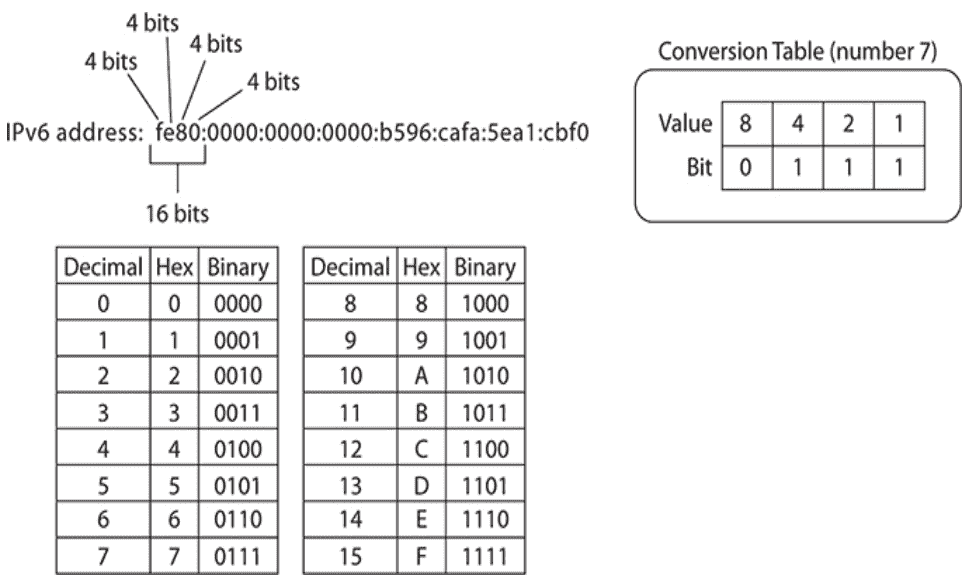 4 bits
4 bits
4 bits
4 bits
IPv6 address: fe80:0000:0000:0000:b596:cafa:5ea1:cbf0
16 bits
Conversion Table (number 7)
Value 8 4 2 1
Bit 0 1 1 1
Decimal Hex Binary
0 0 0000
1 1 0001
2 2 0010
3 3 0011
4 4 0100
5 5 0101
6 6 0110
7 7 0111
Decimal Hex Binary
8 8 1000
9 9 1001
10 A 1010
11 B 1011
12 C 1100
13 D 1101
14 E 1110
15 F 1111